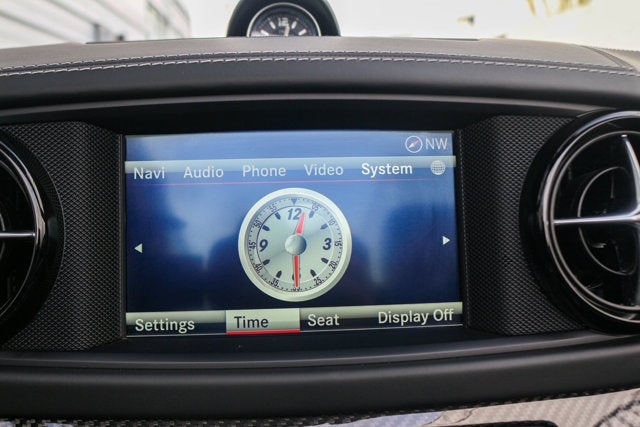 NW
Navi Audio Phone Video System
12
9 3
Settings Time Seat Display Off